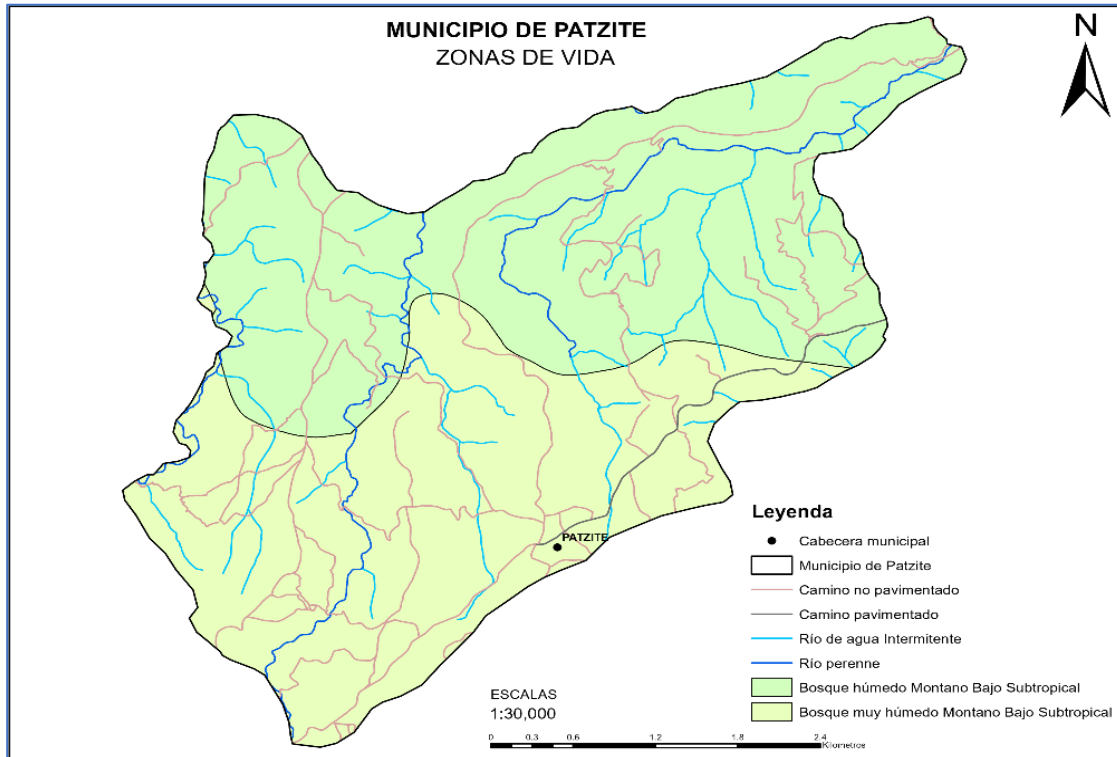 MUNICIPIO DE PATZITE
ZONAS DE VIDA
N
PATZITE
Leyenda
Cabecera municipal
Municipio de Patzite
Camino no pavimentado
Camino pavimentado
Río de agua Intermitente
Río perenne
Bosque húmedo Montano Bajo Subtropical
Bosque muy húmedo Montano Bajo Subtropical
ESCALAS
1:30,000
0 0.3 0.6 1.2 1.8 2.4
Kilometros